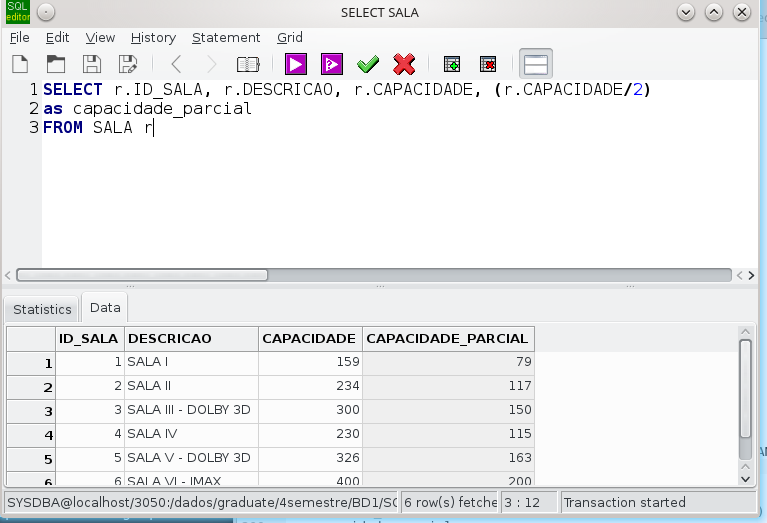 SQL
editor
SELECT SALA
File Edit View History Statement Grid
1 SELECT r.ID_SALA, r.DESCRICAO, r.CAPACIDADE, (r.CAPACIDADE/2)
2 as capacidade_parcial
3 FROM SALA r
Statistics Data
ID_SALA DESCRICAO CAPACIDADE CAPACIDADE_PARCIAL
1 1 SALA I 159 79
2 2 SALA II 234 117
3 3 SALA III - DOLBY 3D 300 150
4 4 SALA IV 230 115
5 5 SALA V - DOLBY 3D 326 163
6 6 SALA VI - IMAX 400 200
SYSDBA@localhost/3050:/dados/graduate/4semestre/BD1/SC 6 row(s) fetche 3 : 12 Transaction started